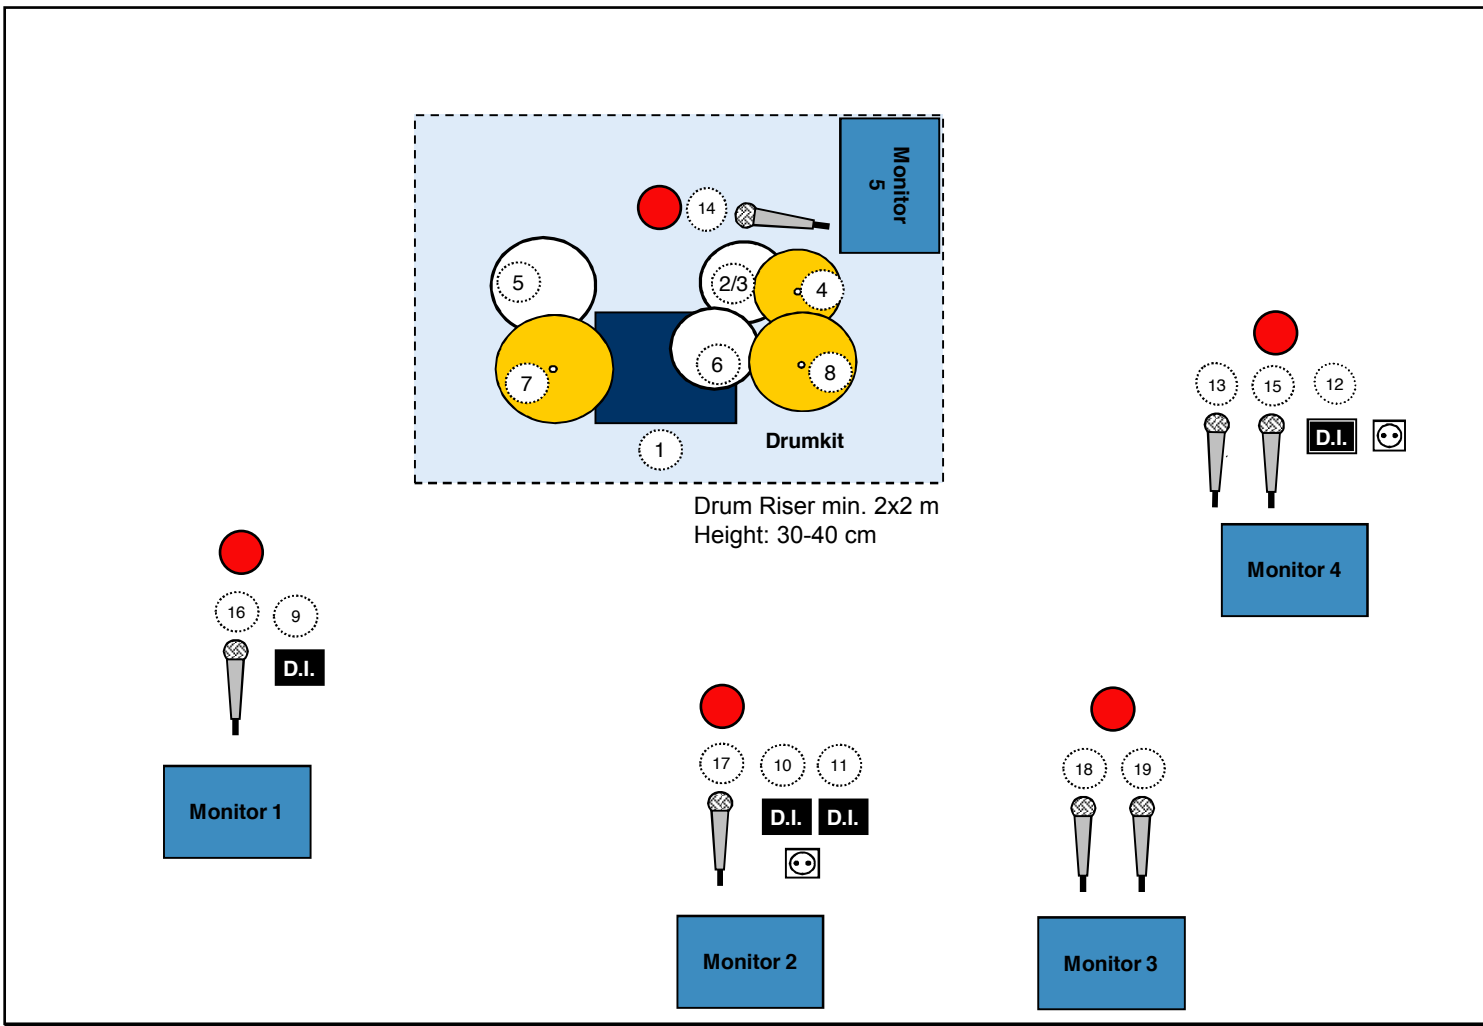 Monitor
5
14
5
2/3
4
6
7
8
1
Drumkit
Drum Riser min. 2x2 m
Height: 30-40 cm
13
15
12
D.I.
Monitor 4
16
9
D.I.
Monitor 1
17
10
11
D.I.
D.I.
Monitor 2
18
19
Monitor 3